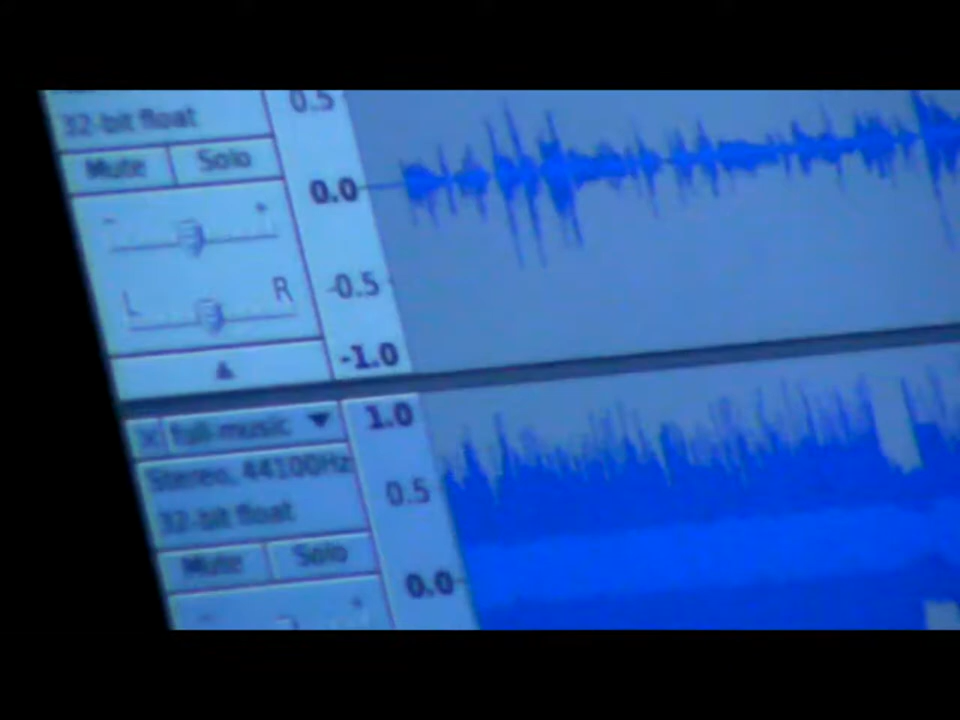 32-bit float
Mute Solo
- +
L R
0.5
0.0
-0.5
-1.0
full-music
Stereo, 44100Hz
32-bit float
Mute Solo
- +
1.0
0.5
0.0